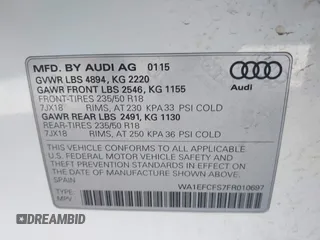 MFD. BY AUDI AG 01.15
GVWR LBS 4894, KG 2220
GAWR FRONT LBS 2546, KG 1155
FRONT-TIRES 235/50 R18
7JX18 RIMS, AT 230 KPA 33 PSI COLD
GAWR REAR LBS 2491, KG 1130
REAR-TIRES 235/50 R18
7JX18 RIMS, AT 250 KPA 36 PSI COLD
Audi
THIS VEHICLE CONFORMS TO ALL APPLICABLE
U.S. FEDERAL MOTOR VEHICLE SAFETY BUMPER
AND THEFT PREVENTION STANDARDS IN EFFECT
ON THE DATE OF MANUFACTURE SHOWN ABOVE.
SPAIN
TYPE: WA1EFCFS7FR010697
MPV